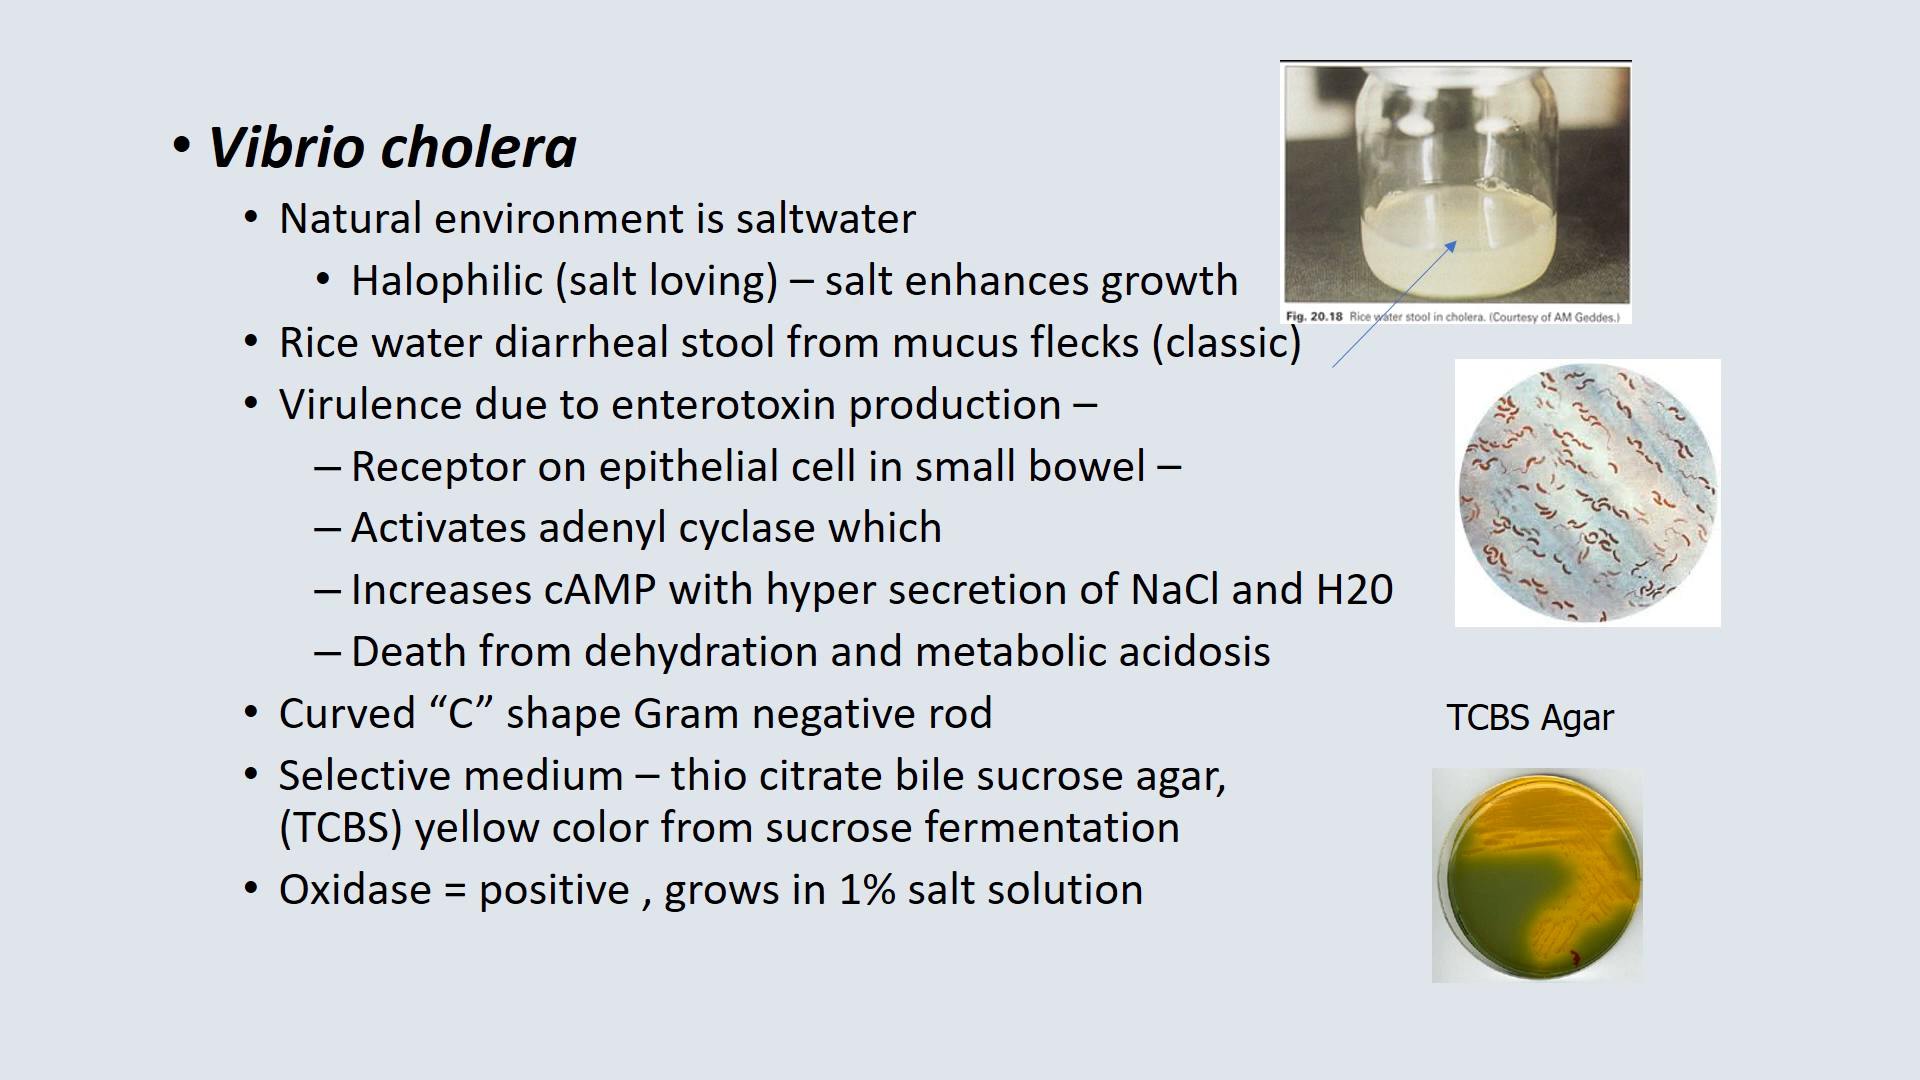 • Vibrio cholera
• Natural environment is saltwater
• Halophilic (salt loving) – salt enhances growth
Fig. 20.18 Rice water stool in cholera. (Courtesy of AM Geddes.)
• Rice water diarrheal stool from mucus flecks (classic)
• Virulence due to enterotoxin production –
– Receptor on epithelial cell in small bowel –
– Activates adenyl cyclase which
– Increases cAMP with hyper secretion of NaCl and H20
– Death from dehydration and metabolic acidosis
• Curved “C” shape Gram negative rod
TCBS Agar
• Selective medium – thio citrate bile sucrose agar,
(TCBS) yellow color from sucrose fermentation
• Oxidase = positive , grows in 1% salt solution